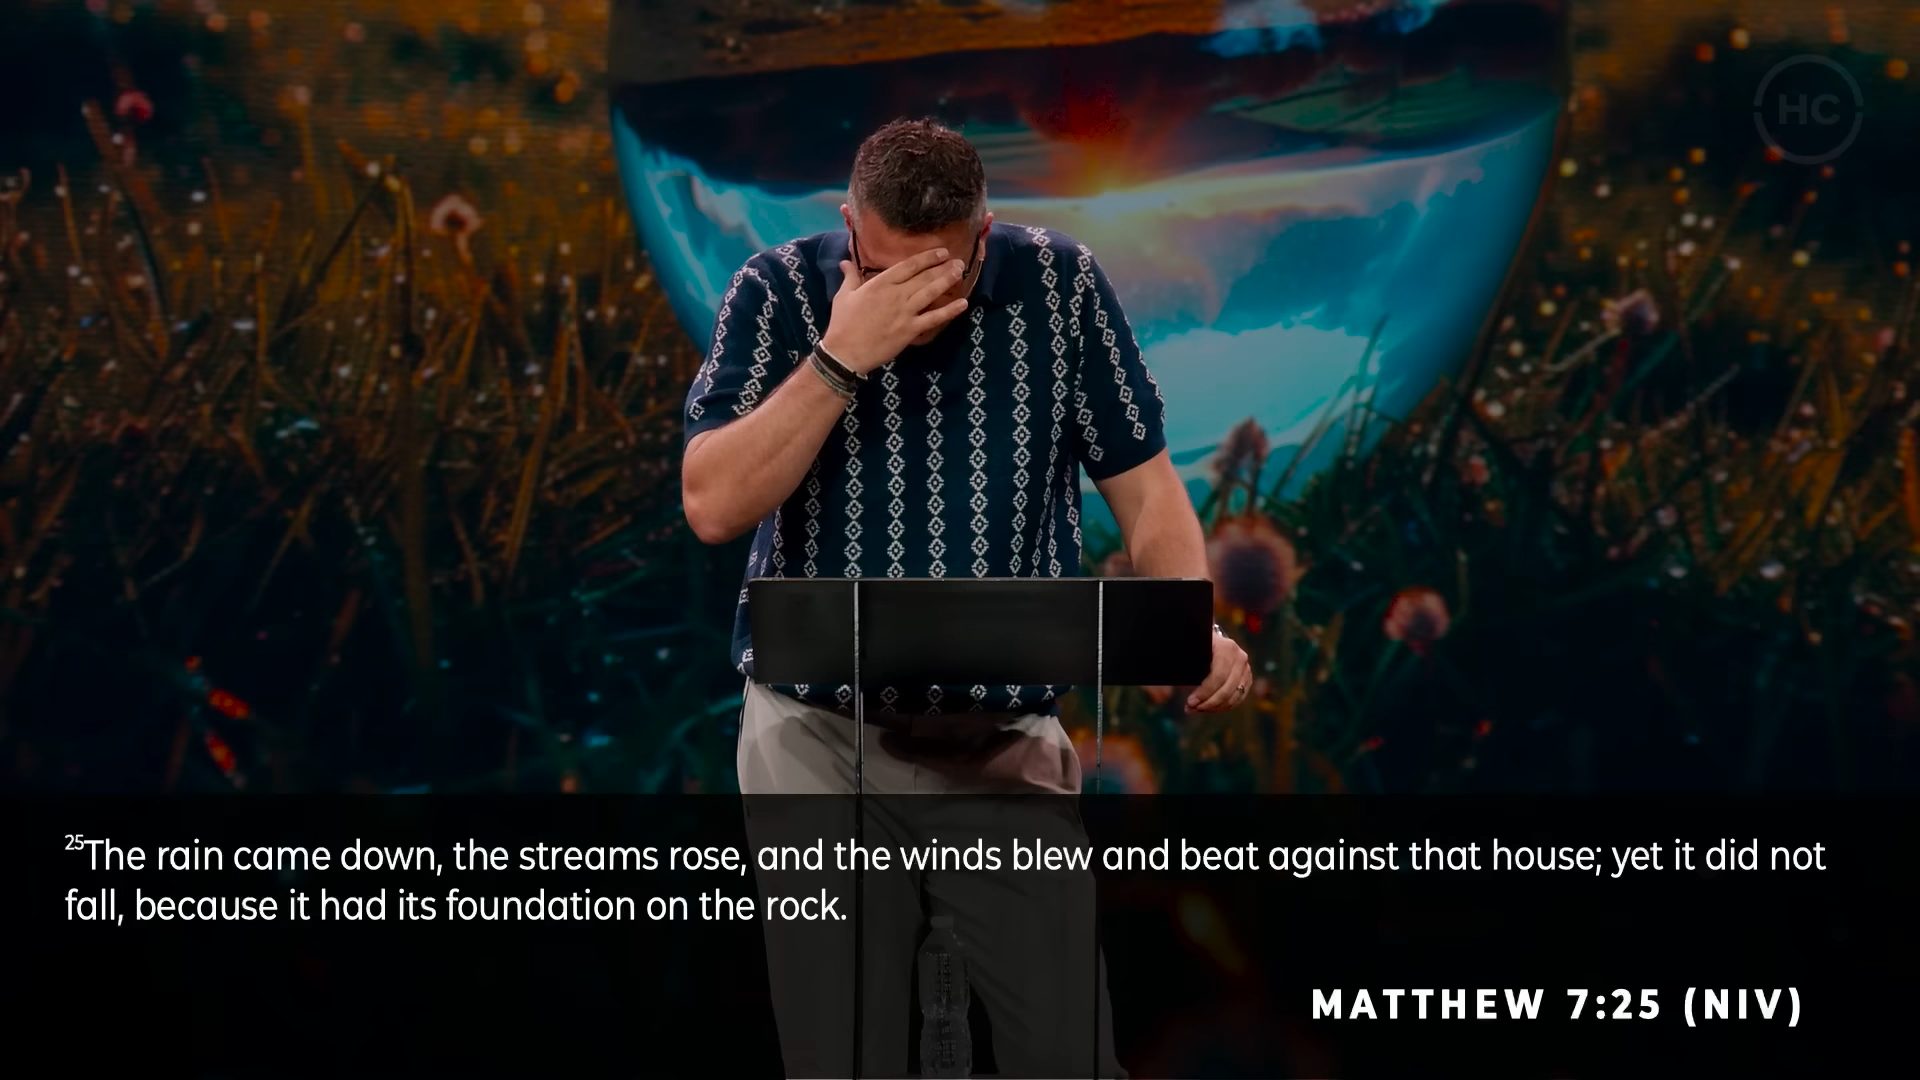 HC
²⁵The rain came down, the streams rose, and the winds blew and beat against that house; yet it did not
fall, because it had its foundation on the rock.
MATTHEW 7:25 (NIV)